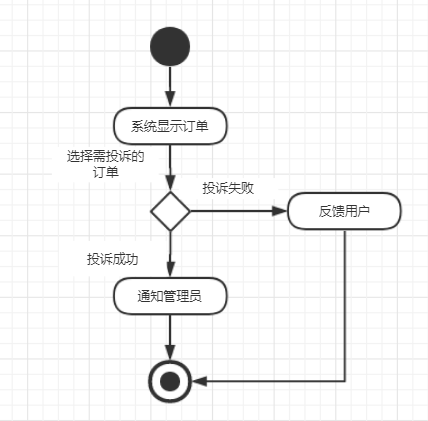 系统显示订单
选择需投诉的
订单
投诉失败
反馈用户
投诉成功
通知管理员